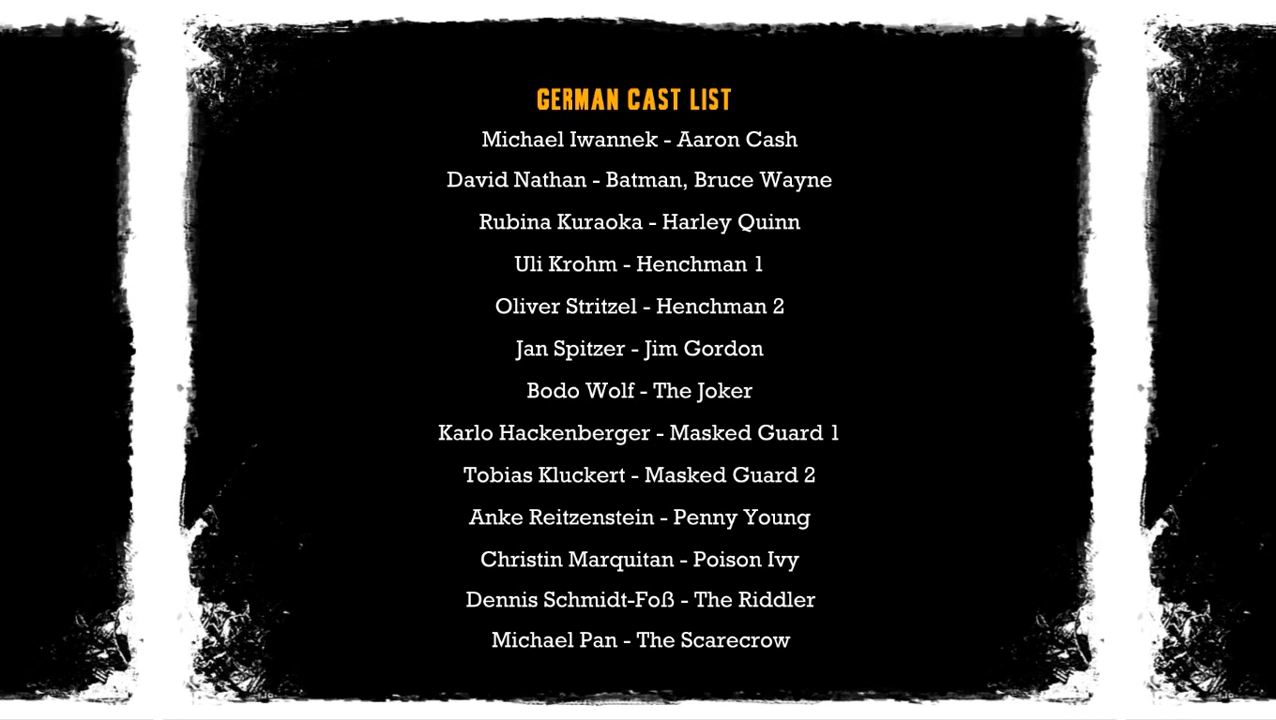 GERMAN CAST LIST
Michael Iwannek - Aaron Cash
David Nathan - Batman, Bruce Wayne
Rubina Kuraoka - Harley Quinn
Uli Krohm - Henchman 1
Oliver Stritzel - Henchman 2
Jan Spitzer - Jim Gordon
Bodo Wolf - The Joker
Karlo Hackenberger - Masked Guard 1
Tobias Kluckert - Masked Guard 2
Anke Reitzenstein - Penny Young
Christin Marquitan - Poison Ivy
Dennis Schmidt-Foß - The Riddler
Michael Pan - The Scarecrow